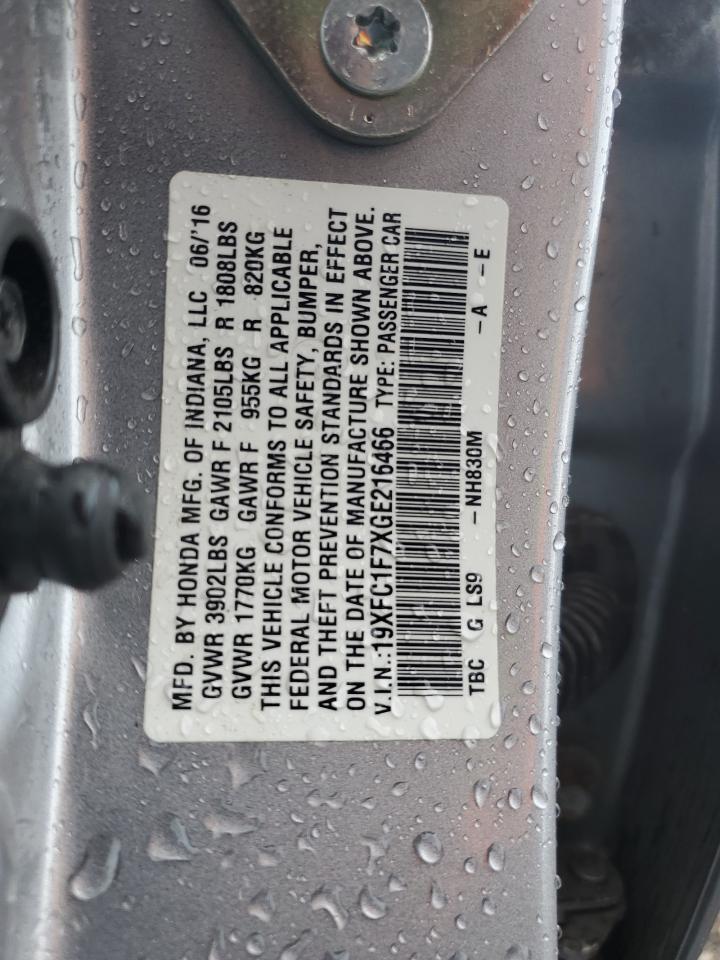 MFD. BY HONDA MFG. OF INDIANA, LLC 06/'16
GVWR 3902LBS GAWR F 2105LBS R 1808LBS
GVWR 1770KG GAWR F 955KG R 820KG
THIS VEHICLE CONFORMS TO ALL APPLICABLE
FEDERAL MOTOR VEHICLE SAFETY, BUMPER,
AND THEFT PREVENTION STANDARDS IN EFFECT
ON THE DATE OF MANUFACTURE SHOWN ABOVE.
V.I.N.:19XFC1F7XGE216466 TYPE: PASSENGER CAR
TBC G LS9 -NH830M -A -E